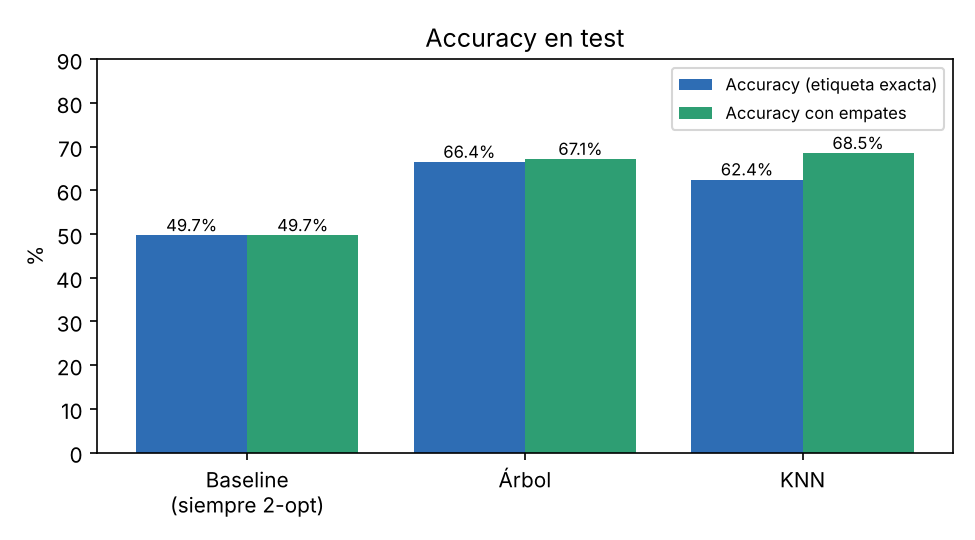 Accuracy en test
90
80
70
60
50
40
30
20
10
0
%
Accuracy (etiqueta exacta)
Accuracy con empates
49.7%
49.7%
66.4%
67.1%
62.4%
68.5%
Baseline
(siempre 2-opt)
Árbol
KNN